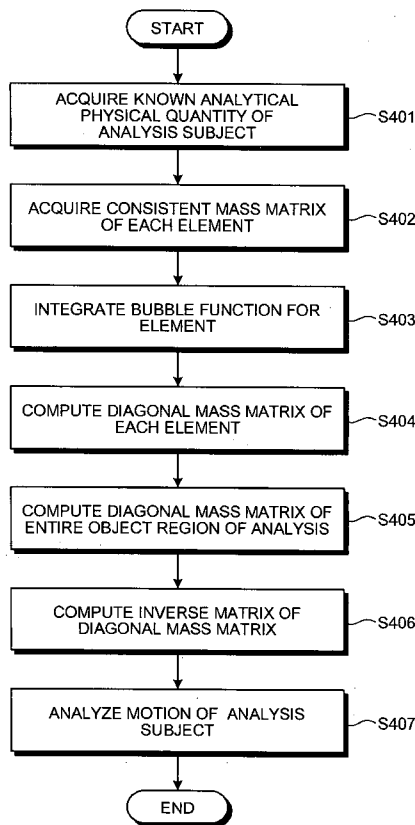 START
ACQUIRE KNOWN ANALYTICAL
PHYSICAL QUANTITY OF
ANALYSIS SUBJECT
S401
ACQUIRE CONSISTENT MASS MATRIX
OF EACH ELEMENT
S402
INTEGRATE BUBBLE FUNCTION FOR
ELEMENT
S403
COMPUTE DIAGONAL MASS MATRIX OF
EACH ELEMENT
S404
COMPUTE DIAGONAL MASS MATRIX OF
ENTIRE OBJECT REGION OF ANALYSIS
S405
COMPUTE INVERSE MATRIX OF
DIAGONAL MASS MATRIX
S406
ANALYZE MOTION OF ANALYSIS
SUBJECT
S407
END